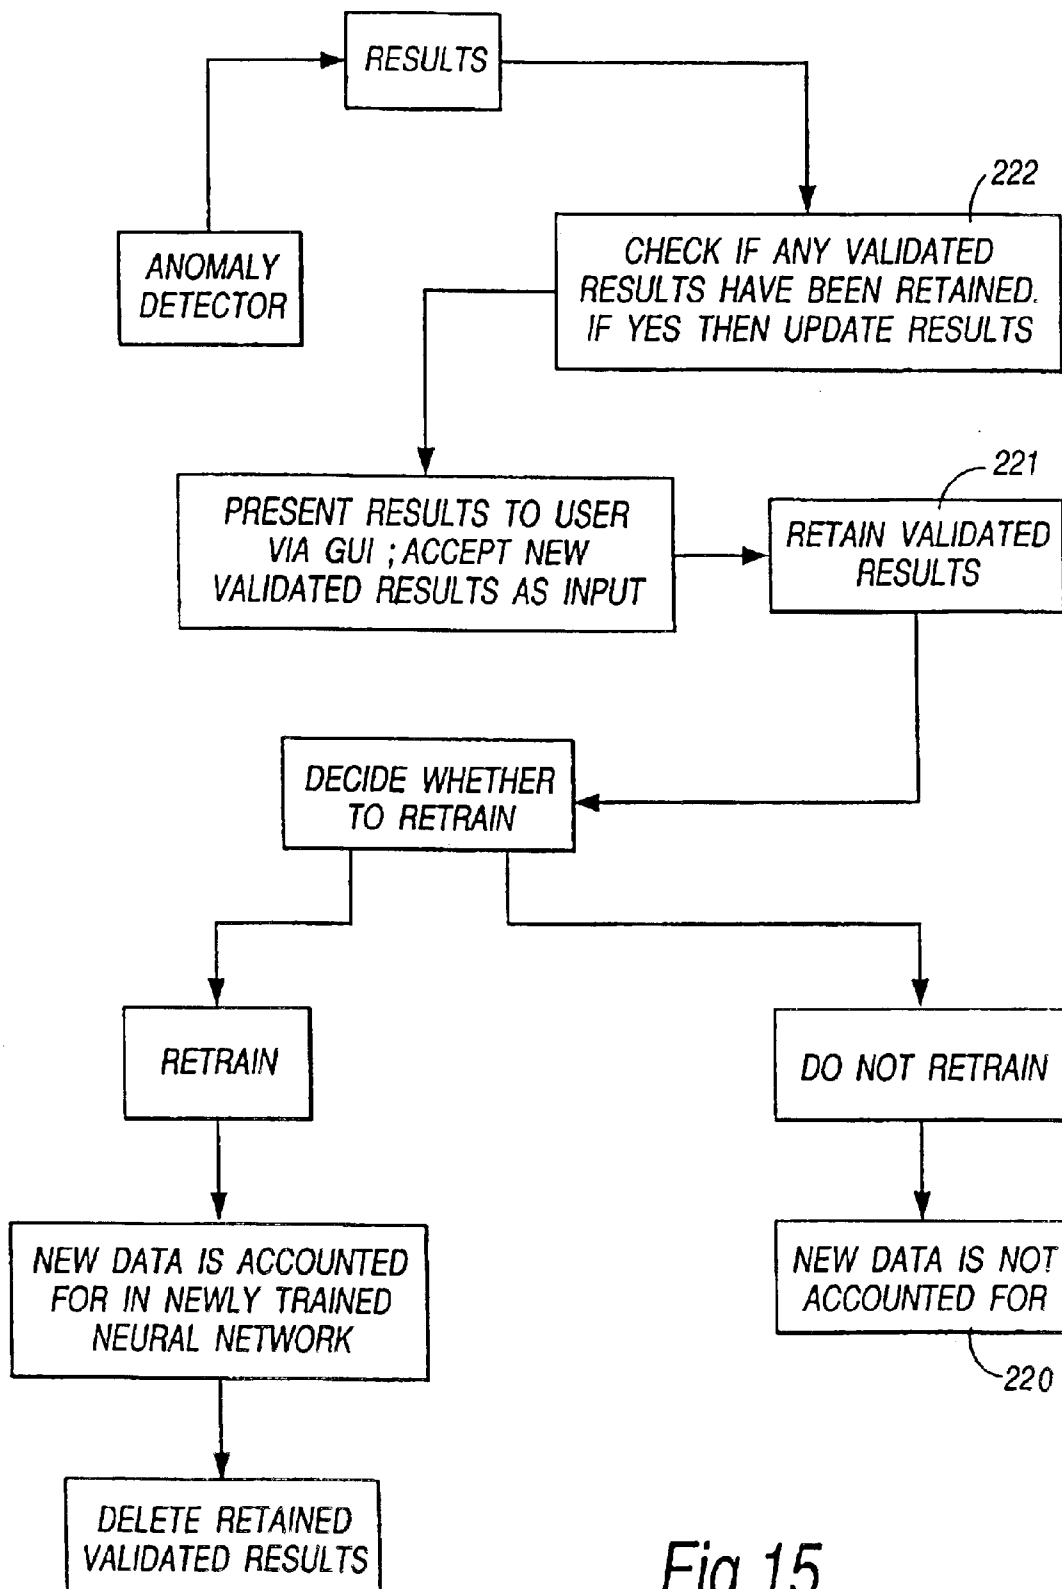 RESULTS
222
ANOMALY
DETECTOR
CHECK IF ANY VALIDATED
RESULTS HAVE BEEN RETAINED.
IF YES THEN UPDATE RESULTS
221
PRESENT RESULTS TO USER
VIA GUI ; ACCEPT NEW
VALIDATED RESULTS AS INPUT
RETAIN VALIDATED
RESULTS
DECIDE WHETHER
TO RETRAIN
RETRAIN
DO NOT RETRAIN
NEW DATA IS ACCOUNTED
FOR IN NEWLY TRAINED
NEURAL NETWORK
NEW DATA IS NOT
ACCOUNTED FOR
220
DELETE RETAINED
VALIDATED RESULTS
Fig.15